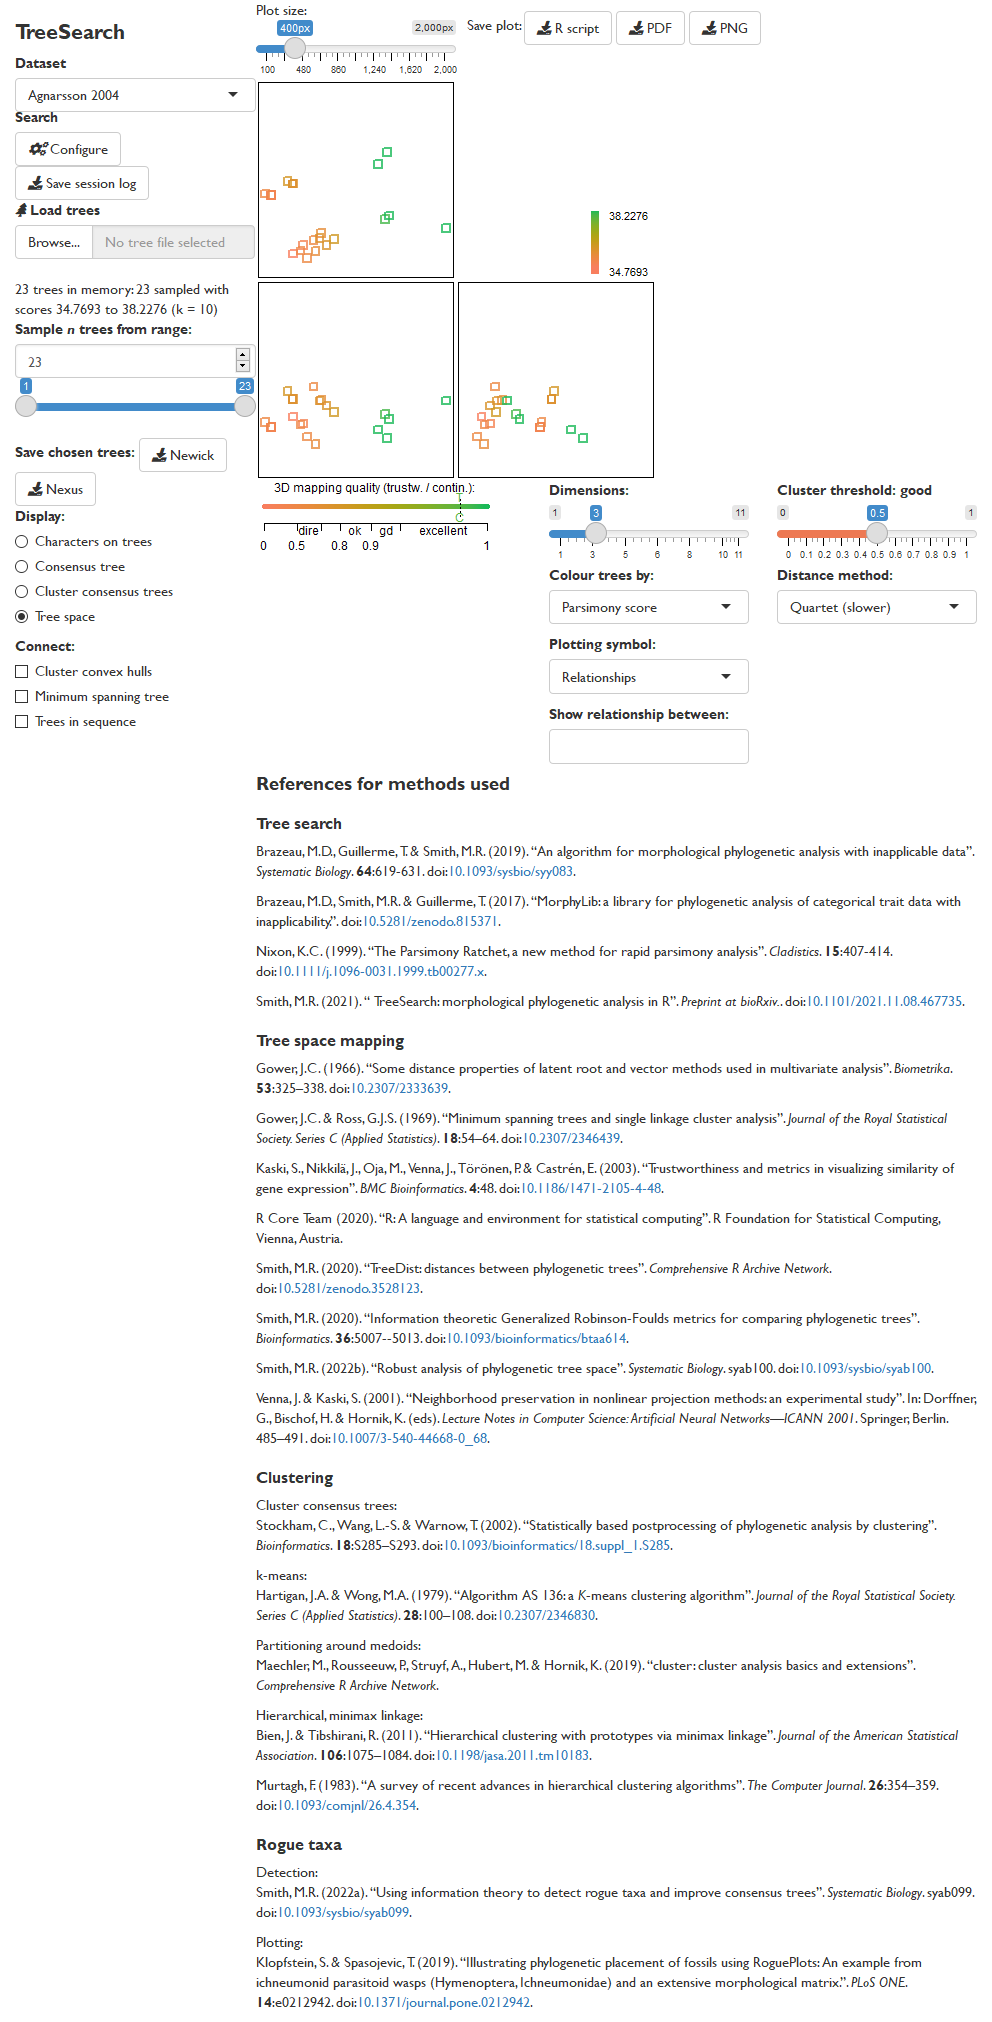 TreeSearch
Dataset
Agnarsson 2004
Search
Configure
Save session log
Load trees
Browse... No tree file selected
23 trees in memory: 23 sampled with
scores 34.7693 to 38.2276 (k = 10)
Sample n trees from range:
23
1 23
Save chosen trees: Newick
Nexus
Display:
Characters on trees
Consensus tree
Cluster consensus trees
Tree space
Connect:
Cluster convex hulls
Minimum spanning tree
Trees in sequence
Plot size:
400px 2,000px
100 480 860 1,240 1,620 2,000
Save plot: R script PDF PNG
38.2276
34.7693
3D mapping quality (trustw. / contin.):
T
C
dire ok gd excellent
0 0.5 0.8 0.9 1
Dimensions:
1 3 11
1 3 5 6 8 10 11
Colour trees by:
Parsimony score
Plotting symbol:
Relationships
Show relationship between:
Cluster threshold: good
0 0.5 1
0 0.1 0.2 0.3 0.4 0.5 0.6 0.7 0.8 0.9 1
Distance method:
Quartet (slower)
References for methods used
Tree search
Brazeau, M.D., Guillerme, T. & Smith, M.R. (2019). “An algorithm for morphological phylogenetic analysis with inapplicable data”.
Systematic Biology. 64:619-631. doi:10.1093/sysbio/syy083.
Brazeau, M.D., Smith, M.R. & Guillerme, T. (2017). “MorphyLib: a library for phylogenetic analysis of categorical trait data with
inapplicability.”. doi:10.5281/zenodo.815371.
Nixon, K.C. (1999). “The Parsimony Ratchet, a new method for rapid parsimony analysis”. Cladistics. 15:407-414.
doi:10.1111/j.1096-0031.1999.tb00277.x.
Smith, M.R. (2021). “ TreeSearch: morphological phylogenetic analysis in R”. Preprint at bioRxiv.. doi:10.1101/2021.11.08.467735.
Tree space mapping
Gower, J.C. (1966). “Some distance properties of latent root and vector methods used in multivariate analysis”. Biometrika.
53:325–338. doi:10.2307/2333639.
Gower, J.C. & Ross, G.J.S. (1969). “Minimum spanning trees and single linkage cluster analysis”. Journal of the Royal Statistical
Society. Series C (Applied Statistics). 18:54–64. doi:10.2307/2346439.
Kaski, S., Nikkilä, J., Oja, M., Venna, J., Törönen, P. & Castrén, E. (2003). “Trustworthiness and metrics in visualizing similarity of
gene expression”. BMC Bioinformatics. 4:48. doi:10.1186/1471-2105-4-48.
R Core Team (2020). “R: A language and environment for statistical computing”. R Foundation for Statistical Computing,
Vienna, Austria.
Smith, M.R. (2020). “TreeDist: distances between phylogenetic trees”. Comprehensive R Archive Network.
doi:10.5281/zenodo.3528123.
Smith, M.R. (2020). “Information theoretic Generalized Robinson-Foulds metrics for comparing phylogenetic trees”.
Bioinformatics. 36:5007--5013. doi:10.1093/bioinformatics/btaa614.
Smith, M.R. (2022b). “Robust analysis of phylogenetic tree space”. Systematic Biology. syab100. doi:10.1093/sysbio/syab100.
Venna, J. & Kaski, S. (2001). “Neighborhood preservation in nonlinear projection methods: an experimental study”. In: Dorffner,
G., Bischof, H. & Hornik, K. (eds). Lecture Notes in Computer Science: Artificial Neural Networks—ICANN 2001. Springer, Berlin.
485–491. doi:10.1007/3-540-44668-0_68.
Clustering
Cluster consensus trees:
Stockham, C., Wang, L.-S. & Warnow, T. (2002). “Statistically based postprocessing of phylogenetic analysis by clustering”.
Bioinformatics. 18:S285–S293. doi:10.1093/bioinformatics/18.suppl_1.S285.
k-means:
Hartigan, J.A. & Wong, M.A. (1979). “Algorithm AS 136: a K-means clustering algorithm”. Journal of the Royal Statistical Society.
Series C (Applied Statistics). 28:100–108. doi:10.2307/2346830.
Partitioning around medoids:
Maechler, M., Rousseeuw, P., Struyf, A., Hubert, M. & Hornik, K. (2019). “cluster: cluster analysis basics and extensions”.
Comprehensive R Archive Network.
Hierarchical, minimax linkage:
Bien, J. & Tibshirani, R. (2011). “Hierarchical clustering with prototypes via minimax linkage”. Journal of the American Statistical
Association. 106:1075–1084. doi:10.1198/jasa.2011.tm10183.
Murtagh, F. (1983). “A survey of recent advances in hierarchical clustering algorithms”. The Computer Journal. 26:354–359.
doi:10.1093/comjnl/26.4.354.
Rogue taxa
Detection:
Smith, M.R. (2022a). “Using information theory to detect rogue taxa and improve consensus trees”. Systematic Biology. syab099.
doi:10.1093/sysbio/syab099.
Plotting:
Klopfstein, S. & Spasojevic, T. (2019). “Illustrating phylogenetic placement of fossils using RoguePlots: An example from
ichneumonid parasitoid wasps (Hymenoptera, Ichneumonidae) and an extensive morphological matrix.”. PLoS ONE.
14:e0212942. doi:10.1371/journal.pone.0212942.